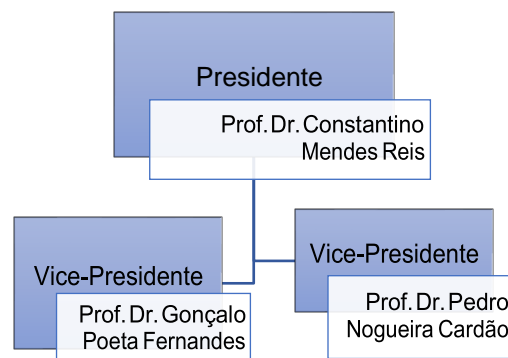 Presidente
Prof. Dr. Constantino
Mendes Reis
Vice-Presidente
Prof. Dr. Gonçalo
Poeta Fernandes
Vice-Presidente
Prof. Dr. Pedro
Nogueira Cardão